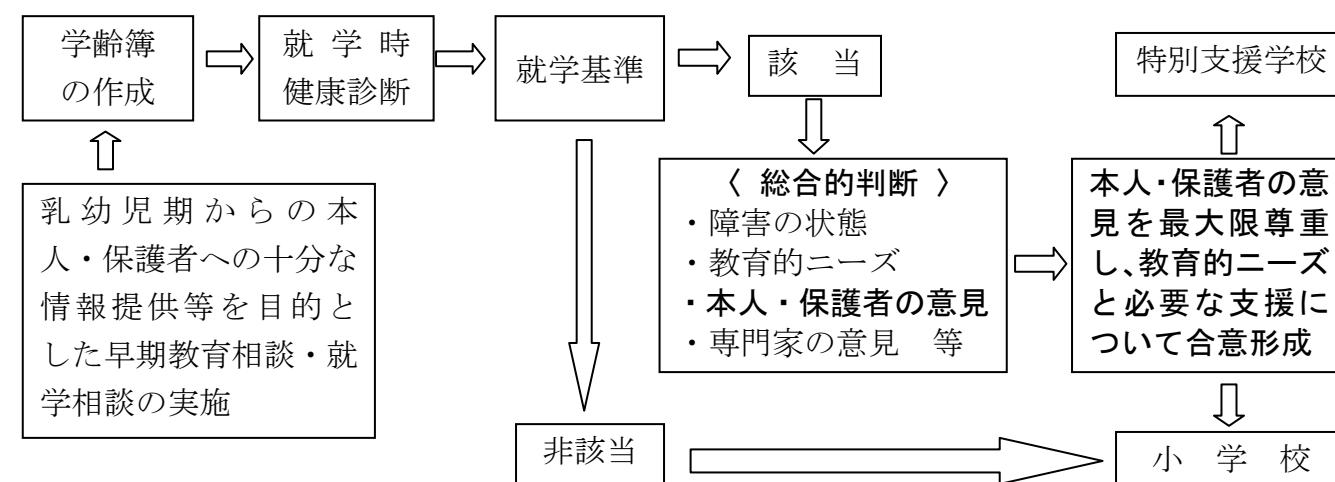 学齢簿
の作成
就学時
健康診断
就学基準
該　当
特別支援学校
乳幼児期からの本
人・保護者への十分な
情報提供等を目的と
した早期教育相談・就
学相談の実施
〈 総合的判断 〉
・障害の状態
・教育的ニーズ
・本人・保護者の意見
・専門家の意見　等
本人・保護者の意
見を最大限尊重
し、教育的ニーズ
と必要な支援に
ついて合意形成
非該当
小　学　校